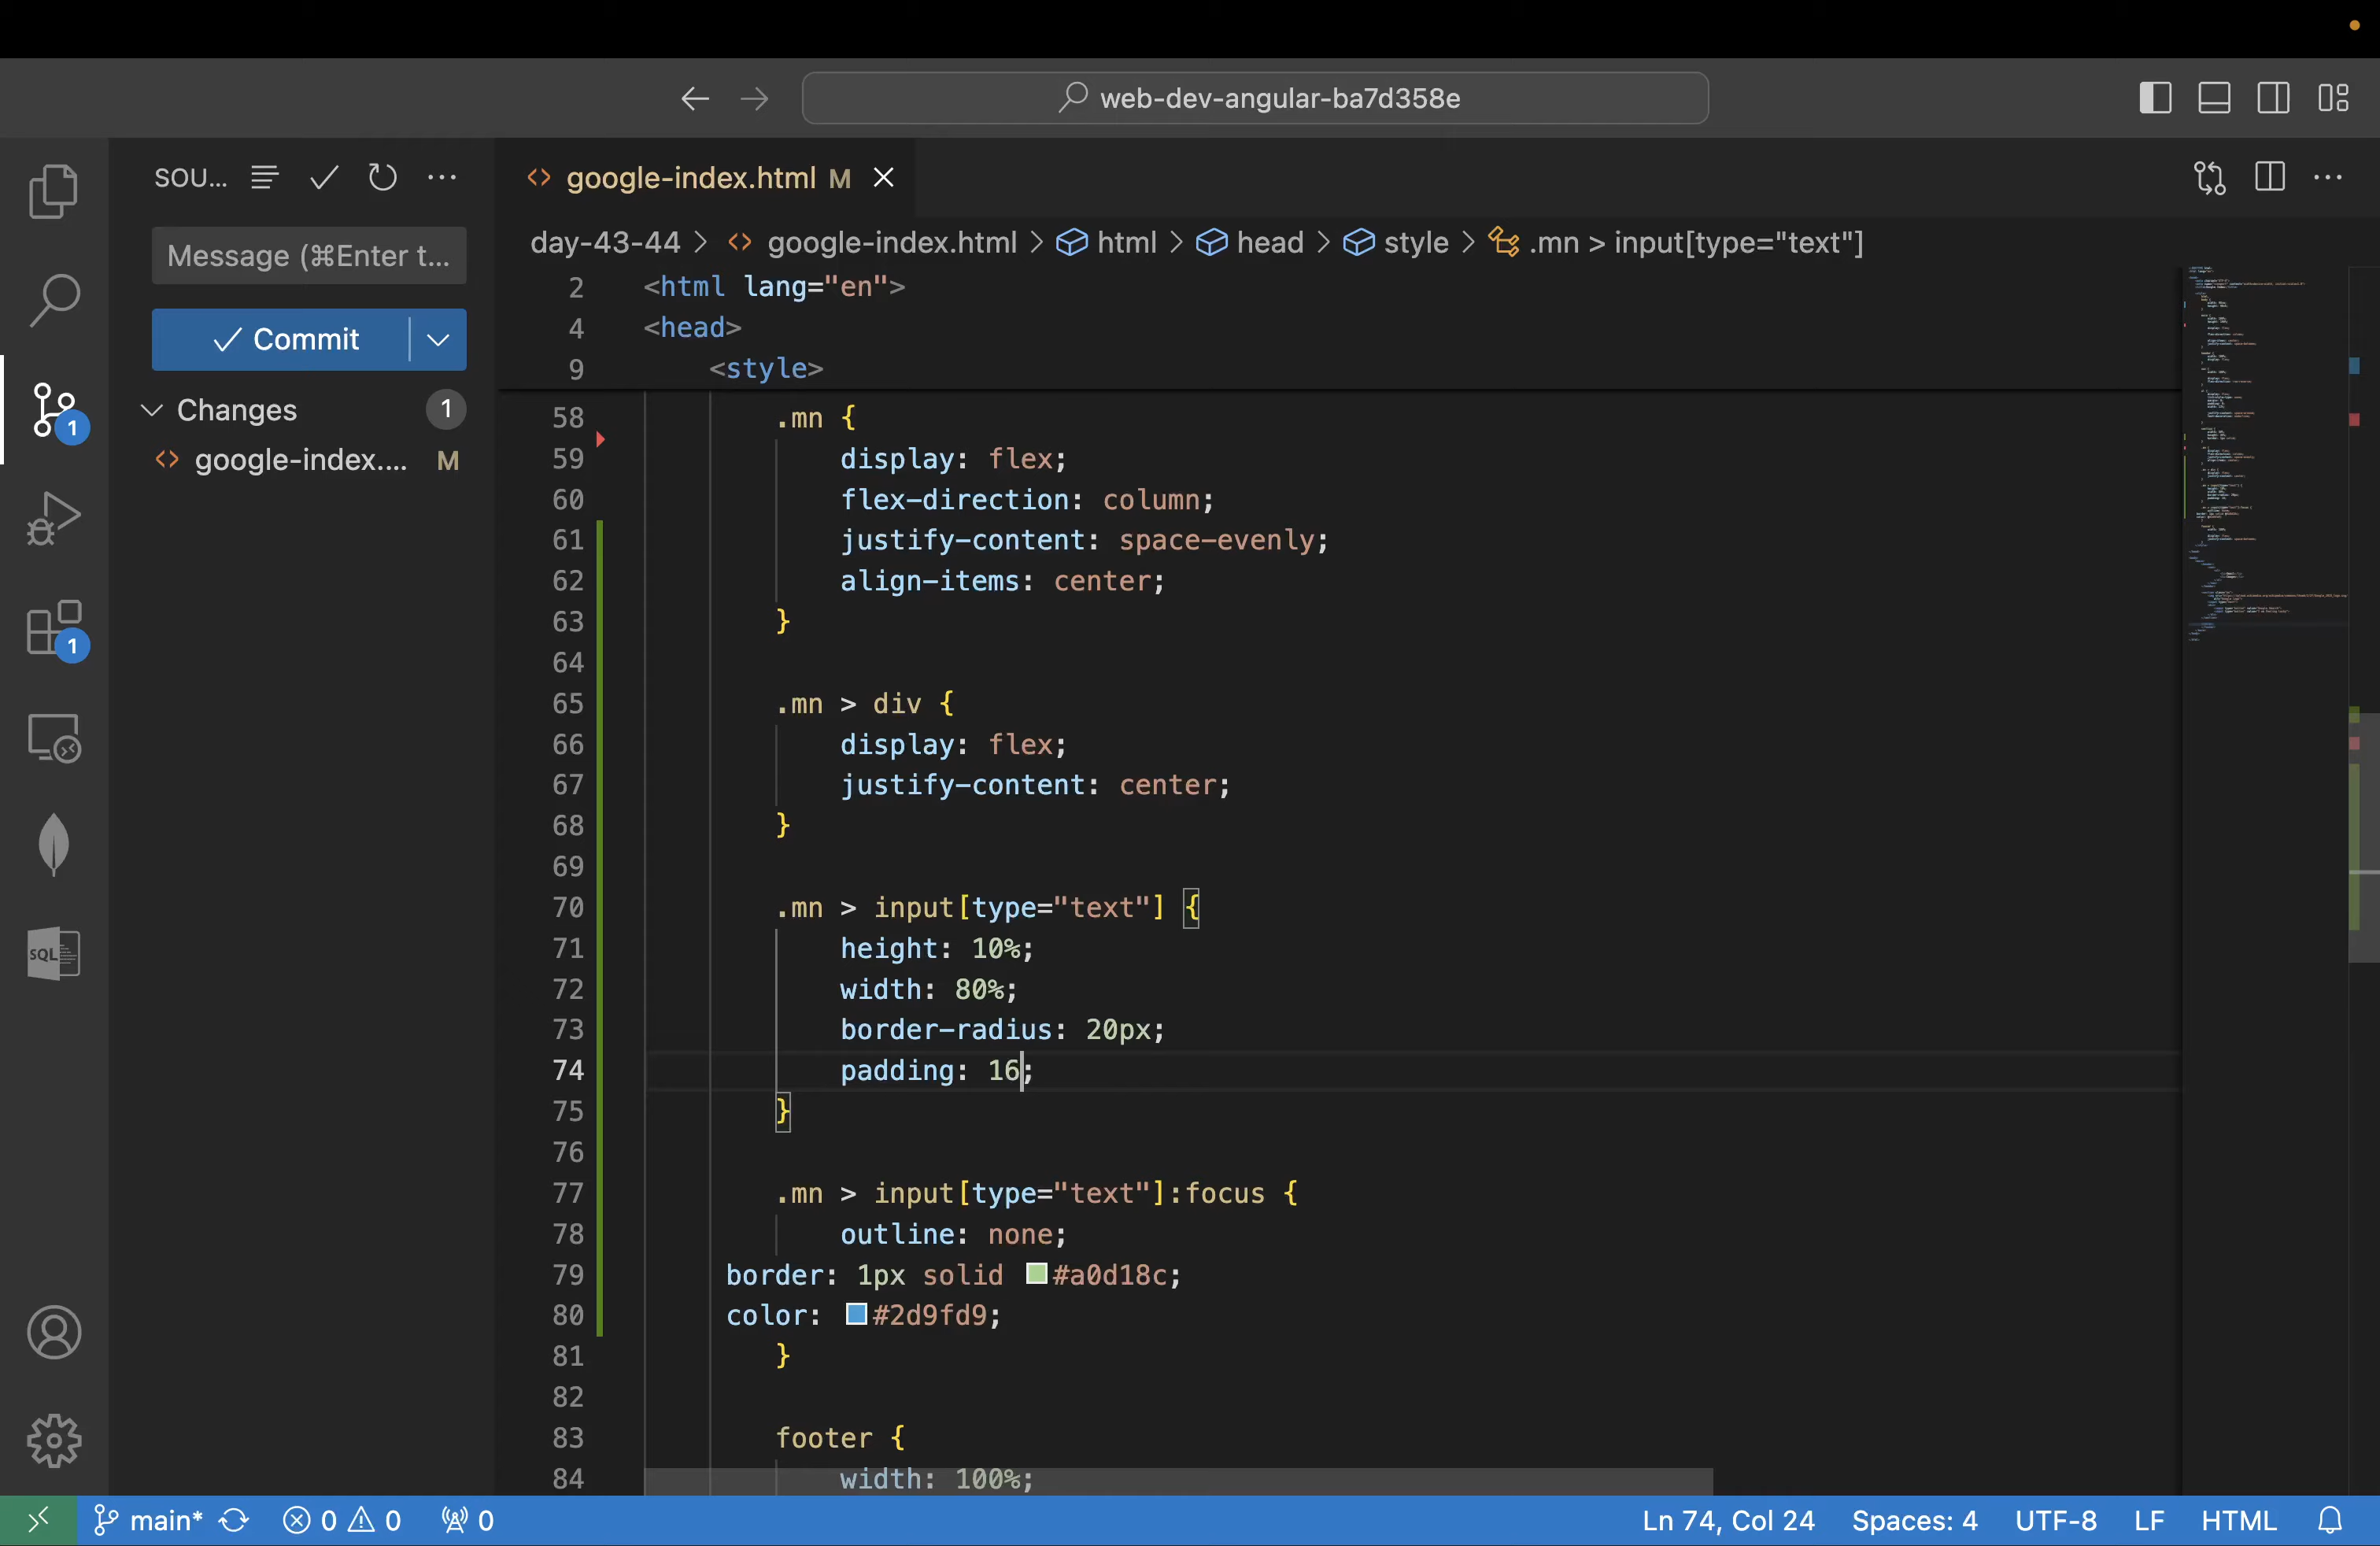 web-dev-angular-ba7d358e
SOU...
google-index.html M
Message (⌘Enter t...
Commit
Changes 1
google-index.... M
1
1
SQL
day-43-44 > google-index.html > html > head > style > .mn > input[type="text"]
2 <html lang="en">
4 <head>
9 <style>
58 .mn {
59 display: flex;
60 flex-direction: column;
61 justify-content: space-evenly;
62 align-items: center;
63 }
64
65 .mn > div {
66 display: flex;
67 justify-content: center;
68 }
69
70 .mn > input[type="text"] {
71 height: 10%;
72 width: 80%;
73 border-radius: 20px;
74 padding: 16;
75 }
76
77 .mn > input[type="text"]:focus {
78 outline: none;
79 border: 1px solid #a0d18c;
80 color: #2d9fd9;
81 }
82
83 footer {
84 width: 100%;
main* 0 0 0 Ln 74, Col 24 Spaces: 4 UTF-8 LF HTML